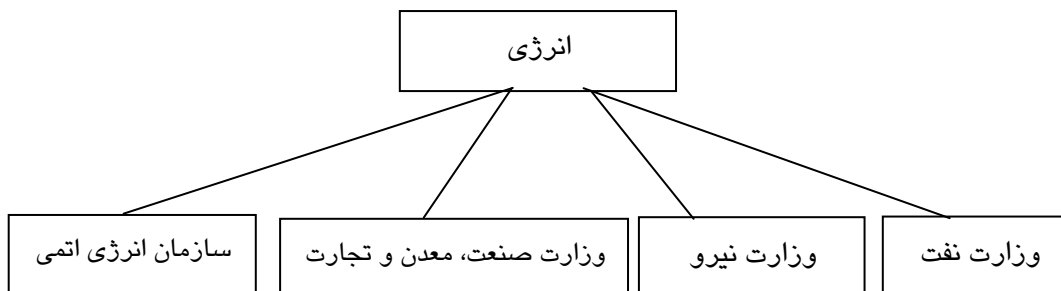 انرژی
وزارت نفت
وزارت نیرو
وزارت صنعت، معدن و تجارت
سازمان انرژی اتمی